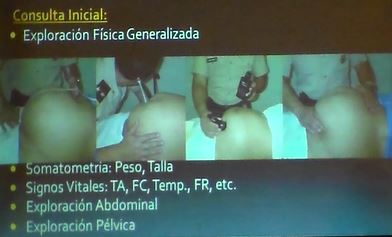 Consulta Inicial:
• Exploración Física Generalizada
• Somatometria: Peso, Talla
• Signos Vitales: TA, FC, Temp., FR, etc.
• Exploración Abdominal
• Exploración Pélvica